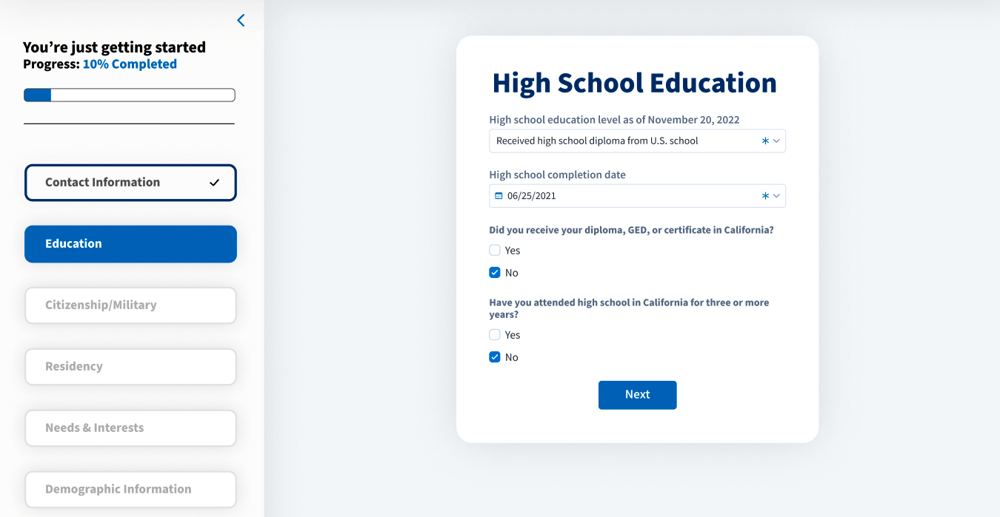 You’re just getting started
Progress: 10% Completed
Contact Information
Education
Citizenship/Military
Residency
Needs & Interests
Demographic Information
High School Education
High school education level as of November 20, 2022
Received high school diploma from U.S. school
High school completion date
06/25/2021
Did you receive your diploma, GED, or certificate in California?
Yes
No
Have you attended high school in California for three or more
years?
Yes
No
Next